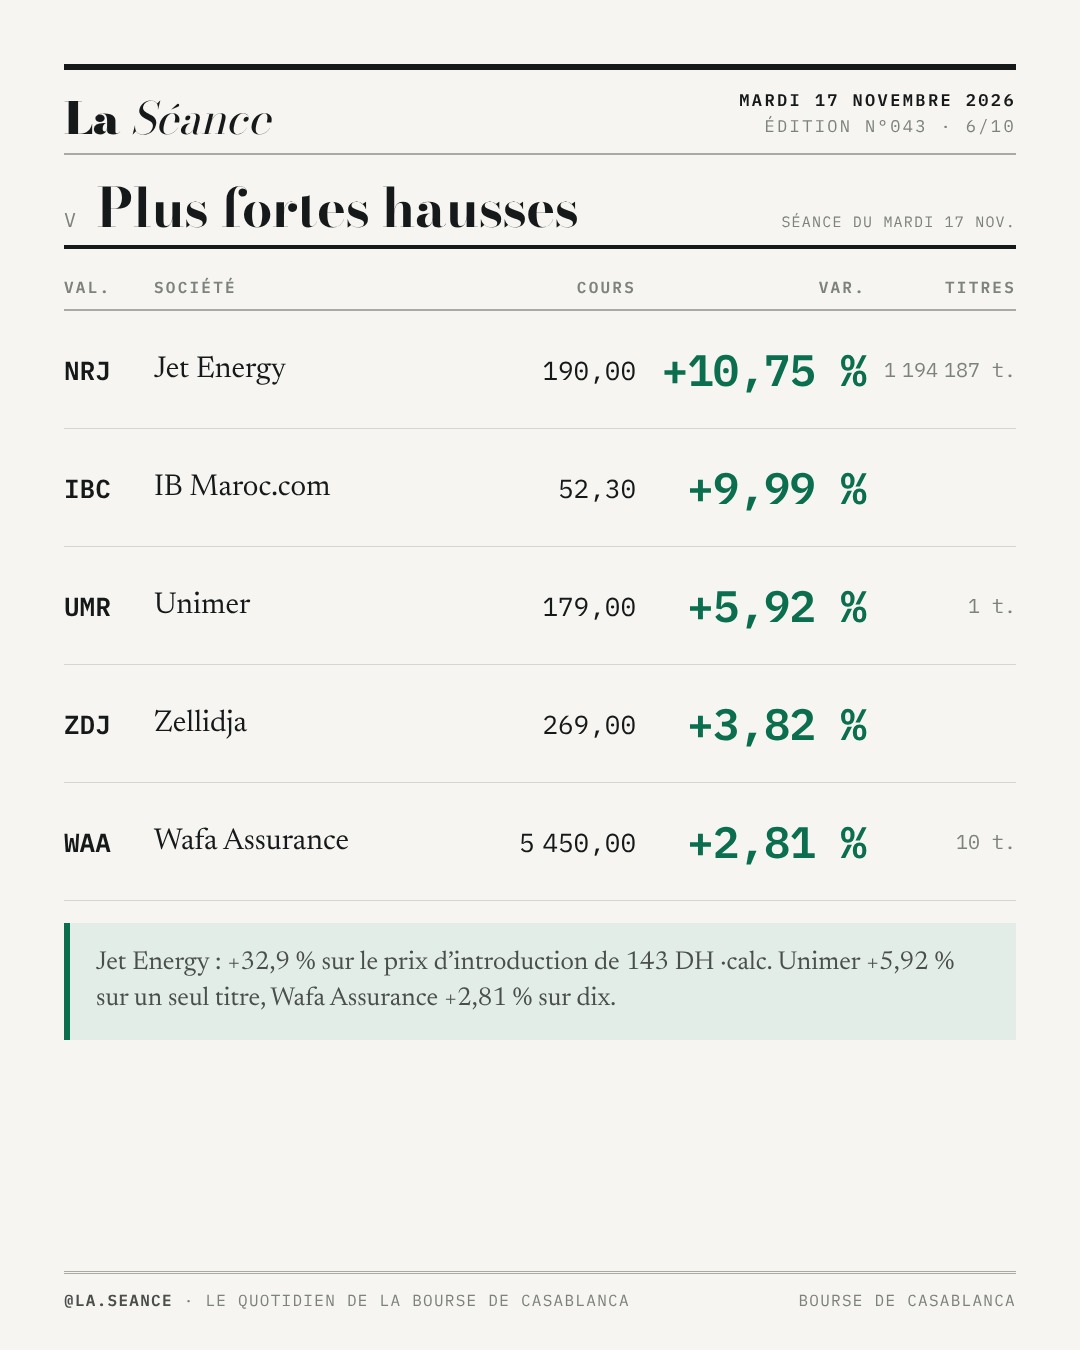 La Séance
MARDI 17 NOVEMBRE 2026
ÉDITION N°043 · 6/10
V Plus fortes hausses
SÉANCE DU MARDI 17 NOV.
VAL. SOCIÉTÉ COURS VAR. TITRES
NRJ Jet Energy 190,00 +10,75 % 1 194 187 t.
IBC IB Maroc.com 52,30 +9,99 %
UMR Unimer 179,00 +5,92 % 1 t.
ZDJ Zellidja 269,00 +3,82 %
WAA Wafa Assurance 5 450,00 +2,81 % 10 t.
Jet Energy : +32,9 % sur le prix d’introduction de 143 DH ·calc. Unimer +5,92 %
sur un seul titre, Wafa Assurance +2,81 % sur dix.
@LA.SEANCE · LE QUOTIDIEN DE LA BOURSE DE CASABLANCA
BOURSE DE CASABLANCA